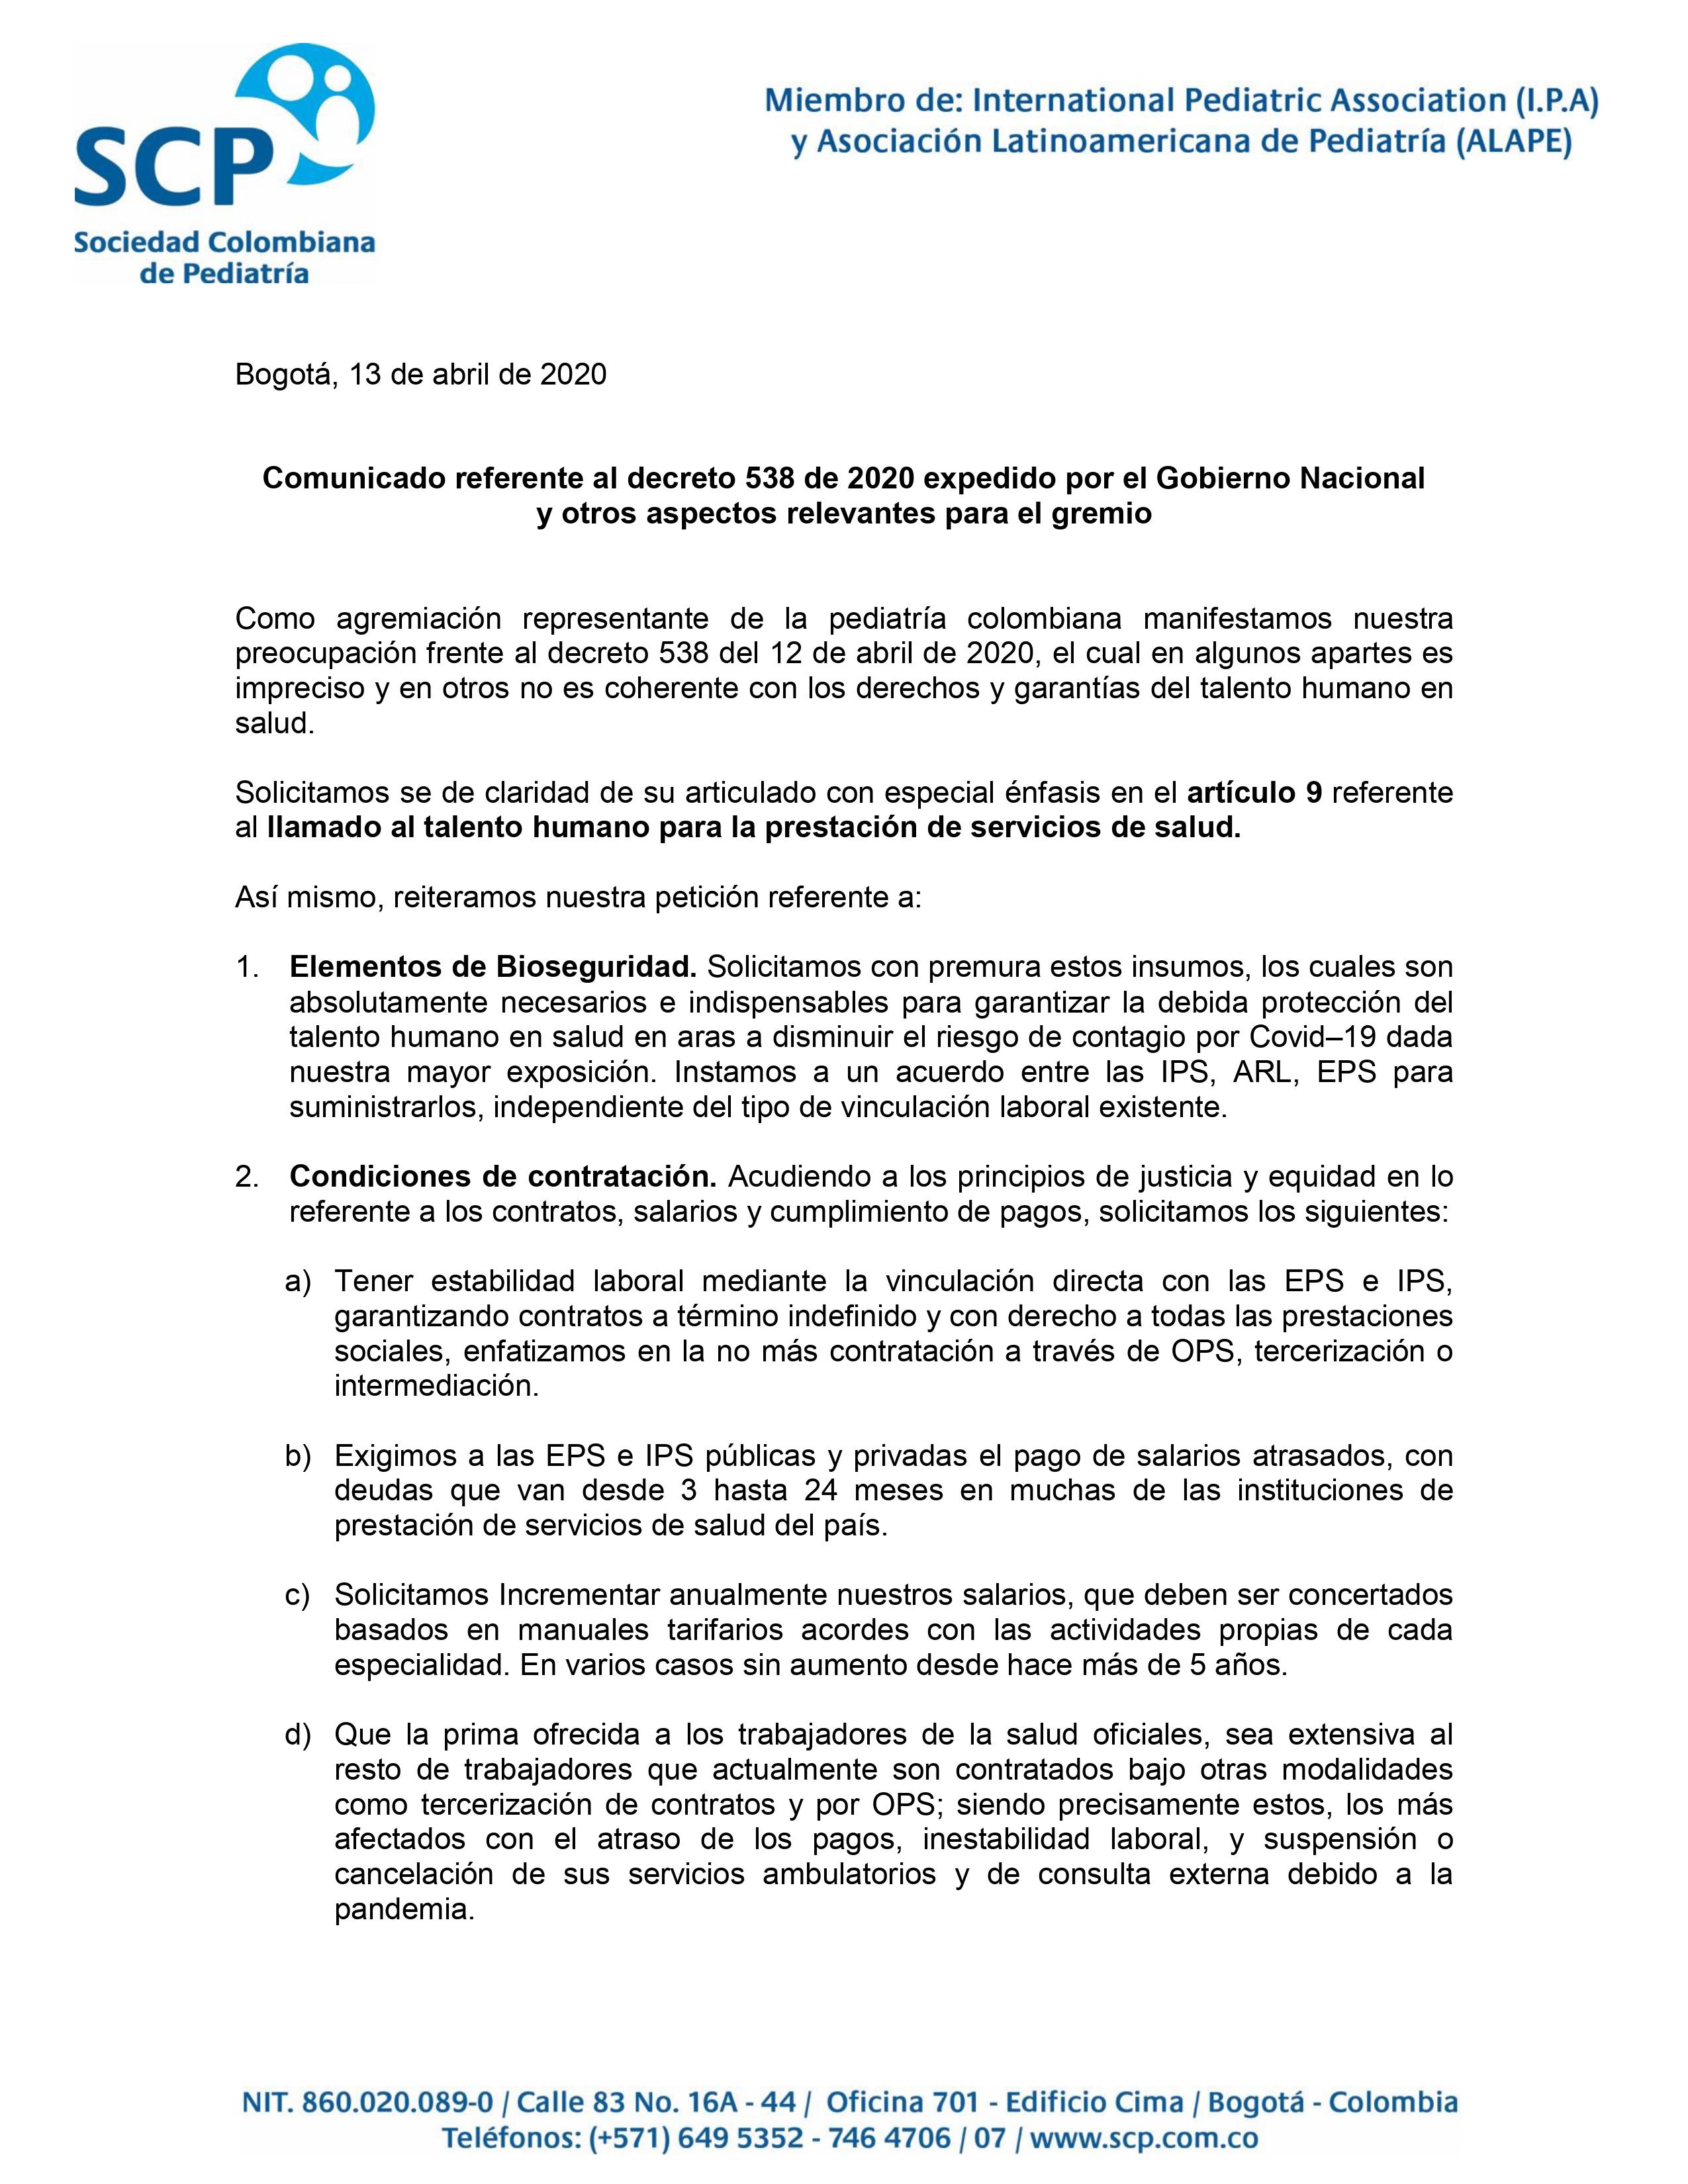 SCP
Sociedad Colombiana
de Pediatría
Miembro de: International Pediatric Association (I.P.A)
y Asociación Latinoamericana de Pediatría (ALAPE)
Bogotá, 13 de abril de 2020
Comunicado referente al decreto 538 de 2020 expedido por el Gobierno Nacional
y otros aspectos relevantes para el gremio
Como agremiación representante de la pediatría colombiana manifestamos nuestra
preocupación frente al decreto 538 del 12 de abril de 2020, el cual en algunos apartes es
impreciso y en otros no es coherente con los derechos y garantías del talento humano en
salud.
Solicitamos se de claridad de su articulado con especial énfasis en el artículo 9 referente
al llamado al talento humano para la prestación de servicios de salud.
Así mismo, reiteramos nuestra petición referente a:
1. Elementos de Bioseguridad. Solicitamos con premura estos insumos, los cuales son
absolutamente necesarios e indispensables para garantizar la debida protección del
talento humano en salud en aras a disminuir el riesgo de contagio por Covid–19 dada
nuestra mayor exposición. Instamos a un acuerdo entre las IPS, ARL, EPS para
suministrarlos, independiente del tipo de vinculación laboral existente.
2. Condiciones de contratación. Acudiendo a los principios de justicia y equidad en lo
referente a los contratos, salarios y cumplimiento de pagos, solicitamos los siguientes:
a) Tener estabilidad laboral mediante la vinculación directa con las EPS e IPS,
garantizando contratos a término indefinido y con derecho a todas las prestaciones
sociales, enfatizamos en la no más contratación a través de OPS, tercerización o
intermediación.
b) Exigimos a las EPS e IPS públicas y privadas el pago de salarios atrasados, con
deudas que van desde 3 hasta 24 meses en muchas de las instituciones de
prestación de servicios de salud del país.
c) Solicitamos Incrementar anualmente nuestros salarios, que deben ser concertados
basados en manuales tarifarios acordes con las actividades propias de cada
especialidad. En varios casos sin aumento desde hace más de 5 años.
d) Que la prima ofrecida a los trabajadores de la salud oficiales, sea extensiva al
resto de trabajadores que actualmente son contratados bajo otras modalidades
como tercerización de contratos y por OPS; siendo precisamente estos, los más
afectados con el atraso de los pagos, inestabilidad laboral, y suspensión o
cancelación de sus servicios ambulatorios y de consulta externa debido a la
pandemia.
NIT. 860.020.089-0 / Calle 83 No. 16A - 44 / Oficina 701 - Edificio Cima / Bogotá - Colombia
Teléfonos: (+571) 649 5352 - 746 4706 / 07 / www.scp.com.co